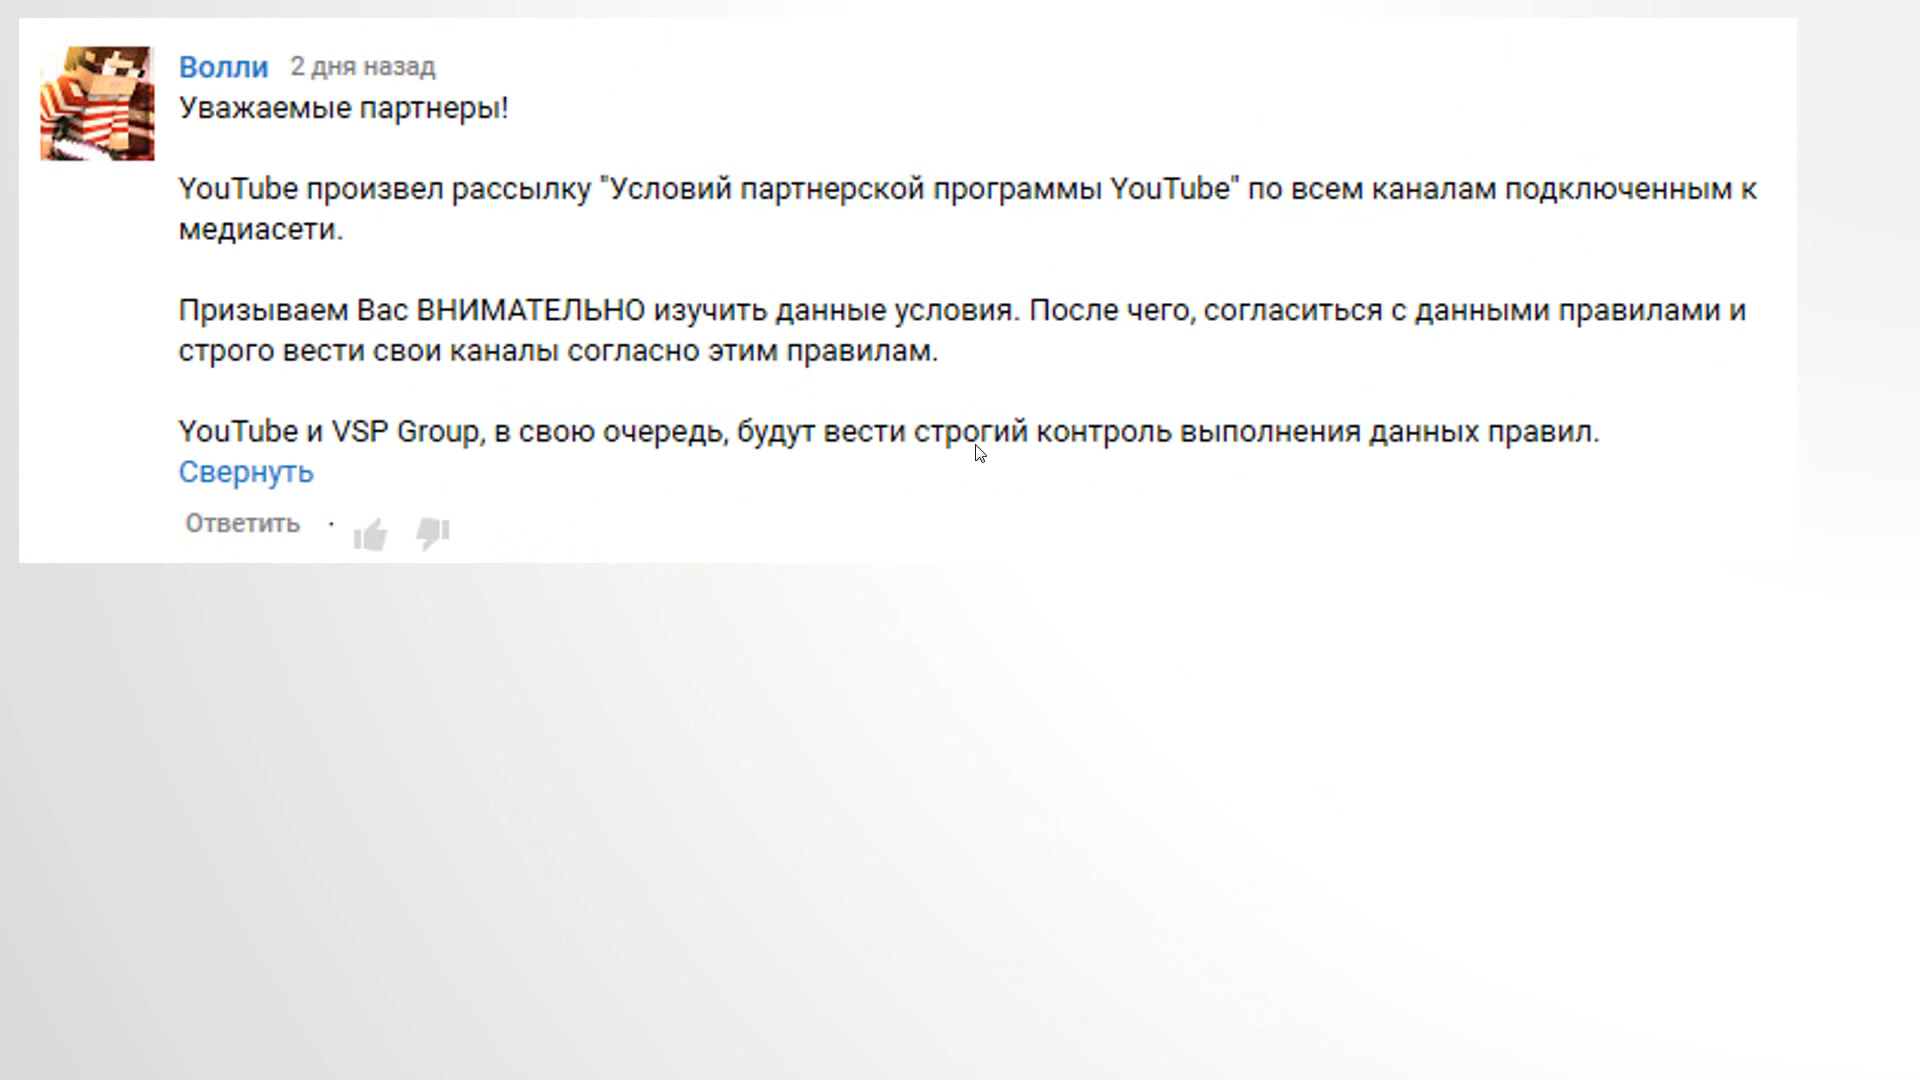 Волли 2 дня назад
Уважаемые партнеры!
YouTube произвел рассылку "Условий партнерской программы YouTube" по всем каналам подключенным к
медиасети.
Призываем Вас ВНИМАТЕЛЬНО изучить данные условия. После чего, согласиться с данными правилами и
строго вести свои каналы согласно этим правилам.
YouTube и VSP Group, в свою очередь, будут вести строгий контроль выполнения данных правил.
Свернуть
Ответить ·